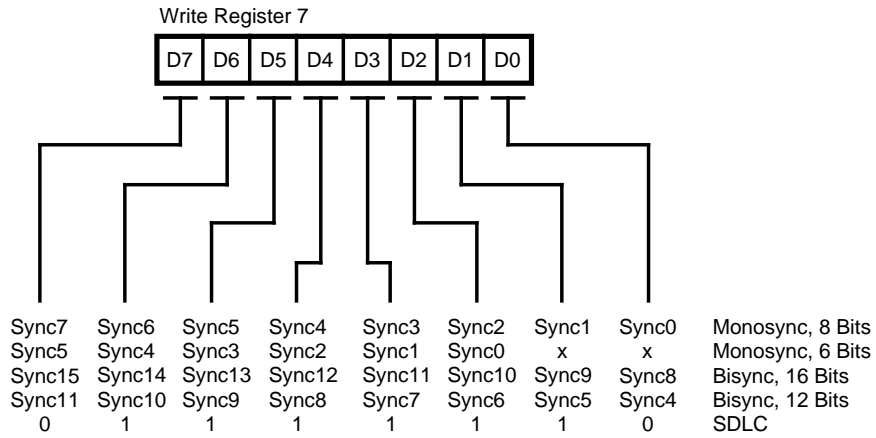 Write Register 7
D7 D6 D5 D4 D3 D2 D1 D0
Sync7 Sync6 Sync5 Sync4 Sync3 Sync2 Sync1 Sync0 Monosync, 8 Bits
Sync5 Sync4 Sync3 Sync2 Sync1 Sync0 x x Monosync, 6 Bits
Sync15 Sync14 Sync13 Sync12 Sync11 Sync10 Sync9 Sync8 Bisync, 16 Bits
Sync11 Sync10 Sync9 Sync8 Sync7 Sync6 Sync5 Sync4 Bisync, 12 Bits
0 1 1 1 1 1 1 0 SDLC